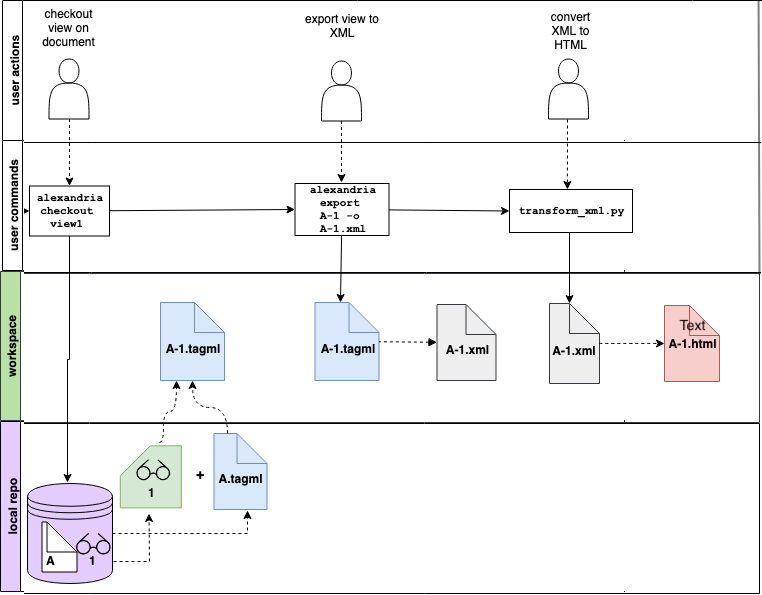 user actions
checkout
view on
document
export view to
XML
convert
XML to
HTML
user commands
alexandria
checkout
view1
alexandria
export
A-1 -o
A-1.xml
transform_xml.py
workspace
A-1.tagml
A-1.tagml
A-1.xml
A-1.xml
Text
A-1.html
local repo
1
+
A.tagml
A
1